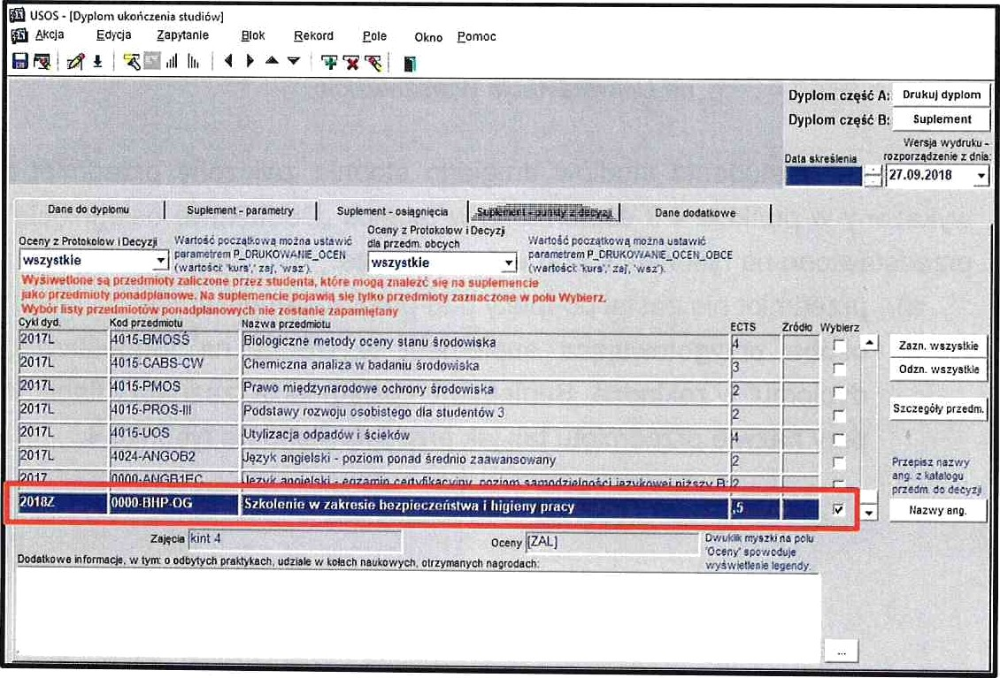 USOS - [Dyplom ukończenia studiów]
Akcja Edycja Zapytanie Blok Rekord Pole Okno Pomoc
Dyplom część A: Drukuj dyplom
Dyplom część B: Suplement
Wersja wydruku -
Data skreślenia rozporządzenie z dnia:
27.09.2018
Dane do dyplomu Suplement - parametry Suplement - osiągnięcia Suplement - punkty z decyzji Dane dodatkowe
Oceny z Protokolow i Decyzji
wszystkie
Wartość początkową można ustawić
parametrem P_DRUKOWANIE_OCEN
(wartości: 'kurs',' zaj, 'wsz').
Oceny z Protokolow i Decyzji
dla przedm. obcych
wszystkie
Wartość początkową można ustawić
parametrem P_DRUKOWANIE_OCEN_OBCE
(wartości: 'kurs',' zaj', 'wsz').
Wyświetlone są przedmioty zaliczone przez studenta, które mogą znaleźć się na suplemencie
jako przedmioty ponadplanowe. Na suplemencie pojawią się tylko przedmioty zaznaczone w polu Wybierz.
Wybór listy przedmiotów ponadplanowych nie zostanie zapamiętany
Cykl dyd. Kod przedmiotu Nazwa przedmiotu ECTS Źródło Wybierz
2017L 4015-BMOSŚ Biologiczne metody oceny stanu środowiska 4
2017L 4015-CABS-CW Chemiczna analiza w badaniu środowiska 3
2017L 4015-PMOS Prawo międzynarodowe ochrony środowiska 2
2017L 4015-PROS-III Podstawy rozwoju osobistego dla studentów 3 2
2017L 4015-UOS Utylizacja odpadów i ścieków 4
2017L 4024-ANGOB2 Język angielski - poziom ponad średnio zaawansowany 2
2017 0000-ANGB1EC Język angielski - egzamin certyfikacyjny, poziom samodzielności językowej niższy B: 2
2018Z 0000-BHP-OG Szkolenie w zakresie bezpieczeństwa i higieny pracy ,5
Zazn. wszystkie
Odzn. wszystkie
Szczegóły przedm.
Przepisz nazwy
ang. z katalogu
przedm. do decyzji
Nazwy ang.
Zajęcia kint 4 Oceny [ZAL]
Dwuklik myszki na polu
'Oceny' spowoduje
wyświetlenie legendy.
Dodatkowe informacje, w tym: o odbytych praktykach, udziale w kołach naukowych, otrzymanych nagrodach:
...